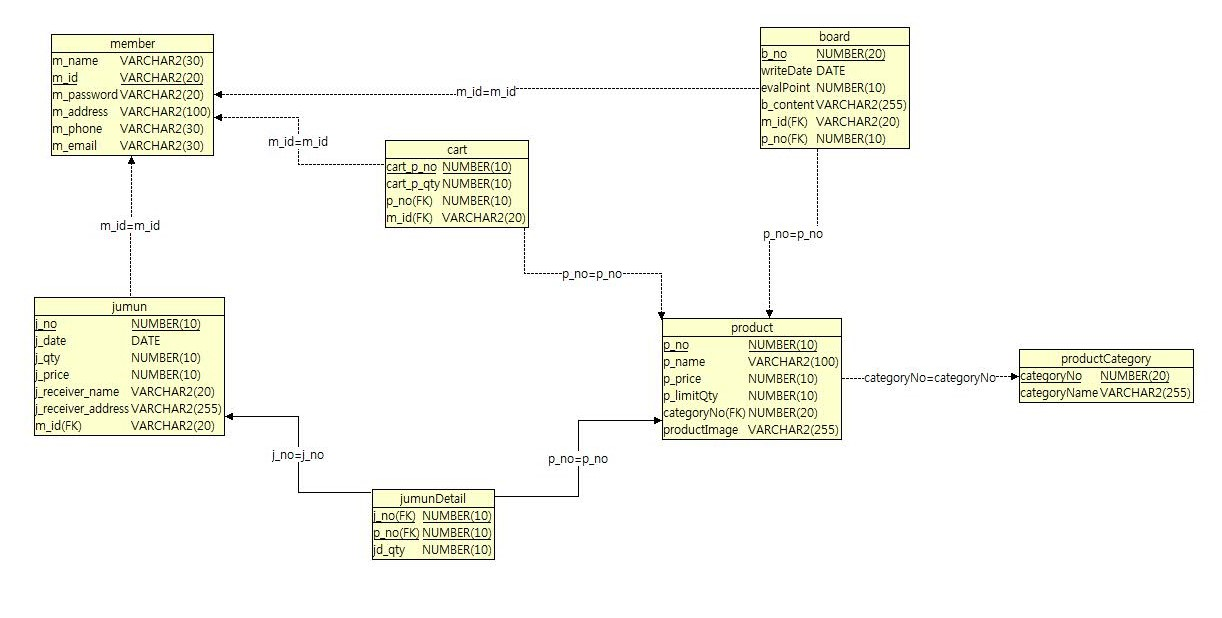 member
m_name VARCHAR2(30)
m_id VARCHAR2(20)
m_password VARCHAR2(20)
m_address VARCHAR2(100)
m_phone VARCHAR2(30)
m_email VARCHAR2(30)
board
b_no NUMBER(20)
writeDate DATE
evalPoint NUMBER(10)
b_content VARCHAR2(255)
m_id(FK) VARCHAR2(20)
p_no(FK) NUMBER(10)
m_id=m_id
m_id=m_id
cart
cart_p_no NUMBER(10)
cart_p_qty NUMBER(10)
p_no(FK) NUMBER(10)
m_id(FK) VARCHAR2(20)
m_id=m_id
p_no=p_no
p_no=p_no
jumun
j_no NUMBER(10)
j_date DATE
j_qty NUMBER(10)
j_price NUMBER(10)
j_receiver_name VARCHAR2(20)
j_receiver_address VARCHAR2(255)
m_id(FK) VARCHAR2(20)
product
p_no NUMBER(10)
p_name VARCHAR2(100)
p_price NUMBER(10)
p_limitQty NUMBER(10)
categoryNo(FK) NUMBER(20)
productImage VARCHAR2(255)
categoryNo=categoryNo
productCategory
categoryNo NUMBER(20)
categoryName VARCHAR2(255)
j_no=j_no
p_no=p_no
jumunDetail
j_no(FK) NUMBER(10)
p_no(FK) NUMBER(10)
jd_qty NUMBER(10)